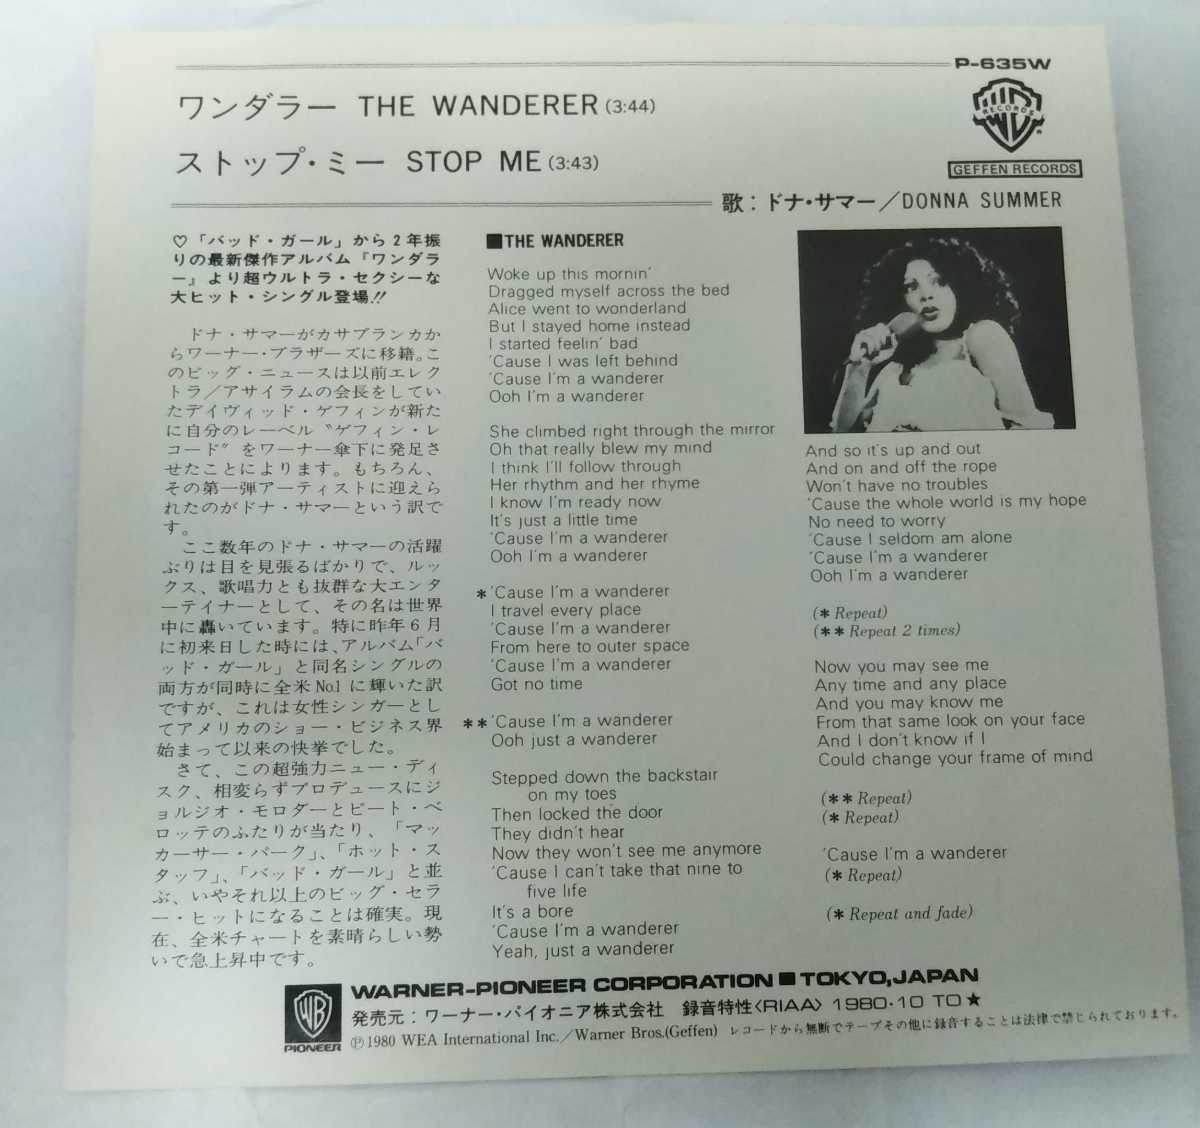 P-635W
ワンダラー THE WANDERER (3:44)
ストップ・ミー STOP ME (3:43)
W RECORDS
GEFFEN RECORDS
歌：ドナ・サマー／DONNA SUMMER
♡「バッド・ガール」から2年振
りの最新傑作アルバム『ワンダラ
ー』より超ウルトラ・セクシーな
大ヒット・シングル登場!!
ドナ・サマーがカサブランカか
らワーナー・ブラザーズに移籍。こ
のビッグ・ニュースは以前エレク
トラ／アサイラムの会長をしてい
たデイヴィッド・ゲフィンが新た
に自分のレーベル〝ゲフィン・レ
コード〟をワーナー傘下に発足さ
せたことによります。もちろん、
その第一弾アーティストに迎えら
れたのがドナ・サマーという訳で
す。
ここ数年のドナ・サマーの活躍
ぶりは目を見張るばかりで、ルッ
クス、歌唱力とも抜群な大エンタ
ーテイナーとして、その名は世界
中に轟いています。特に昨年6月
に初来日した時には、アルバム「バ
ッド・ガール」と同名シングルの
両方が同時に全米No.1に輝いた訳
ですが、これは女性シンガーとし
てアメリカのショー・ビジネス界
始まって以来の快挙でした。
さて、この超強力ニュー・ディ
スク、相変らずプロデュースにジ
ョルジオ・モロダーとピート・ベ
ロッテのふたりが当たり、「マッ
カーサー・パーク」、「ホット・ス
タッフ」、「バッド・ガール」と並
ぶ、いやそれ以上のビッグ・セラ
ー・ヒットになることは確実。現
在、全米チャートを素晴らしい勢
いで急上昇中です。
■THE WANDERER
Woke up this mornin'
Dragged myself across the bed
Alice went to wonderland
But I stayed home instead
I started feelin' bad
'Cause I was left behind
'Cause I'm a wanderer
Ooh I'm a wanderer
She climbed right through the mirror
Oh that really blew my mind
I think I'll follow through
Her rhythm and her rhyme
I know I'm ready now
It's just a little time
'Cause I'm a wanderer
Ooh I'm a wanderer
*'Cause I'm a wanderer
I travel every place
'Cause I'm a wanderer
From here to outer space
'Cause I'm a wanderer
Got no time
**'Cause I'm a wanderer
Ooh just a wanderer
Stepped down the backstair
on my toes
Then locked the door
They didn't hear
Now they won't see me anymore
'Cause I can't take that nine to
five life
It's a bore
'Cause I'm a wanderer
Yeah, just a wanderer
And so it's up and out
And on and off the rope
Won't have no troubles
'Cause the whole world is my hope
No need to worry
'Cause I seldom am alone
'Cause I'm a wanderer
Ooh I'm a wanderer
(* Repeat)
(** Repeat 2 times)
Now you may see me
Any time and any place
And you may know me
From that same look on your face
And I don't know if I
Could change your frame of mind
(** Repeat)
(* Repeat)
'Cause I'm a wanderer
(* Repeat)
(* Repeat and fade)
WB PIONEER
WARNER-PIONEER CORPORATION ■ TOKYO, JAPAN
発売元：ワーナー・パイオニア株式会社 録音特性〈RIAA〉1980・10 TO★
Ⓟ1980 WEA International Inc.／Warner Bros.(Geffen) レコードから無断でテープその他に録音することは法律で禁じられております。